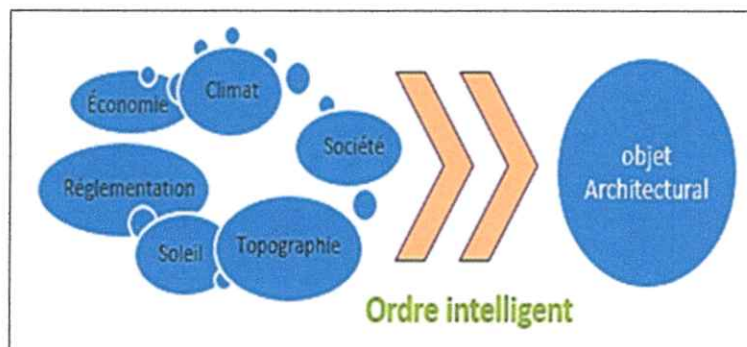 Économie
Climat
Société
Réglementation
Soleil
Topographie
objet
Architectural
Ordre intelligent